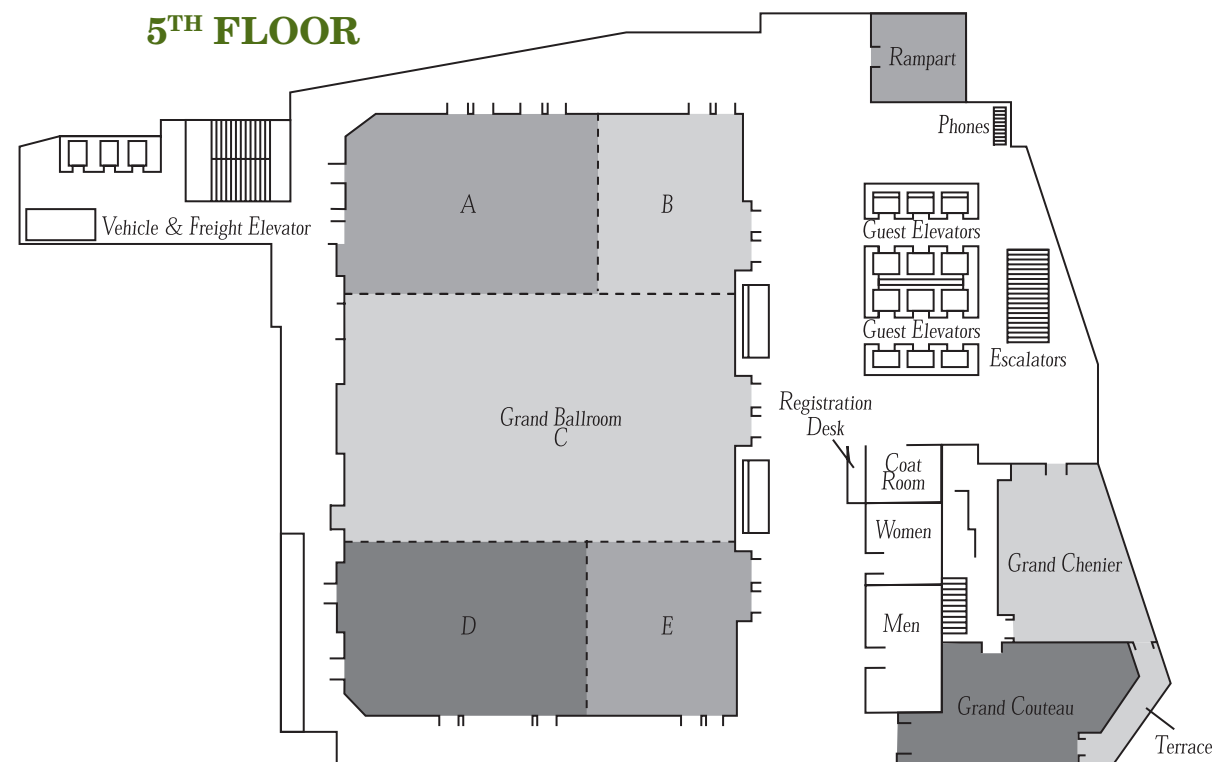 5TH FLOOR
Rampart
Phones
A
B
Vehicle & Freight Elevator
Guest Elevators
Guest Elevators
Escalators
Registration
Desk
Grand Ballroom
C
Coat
Room
Women
Grand Chenier
D
E
Men
Grand Couteau
Terrace